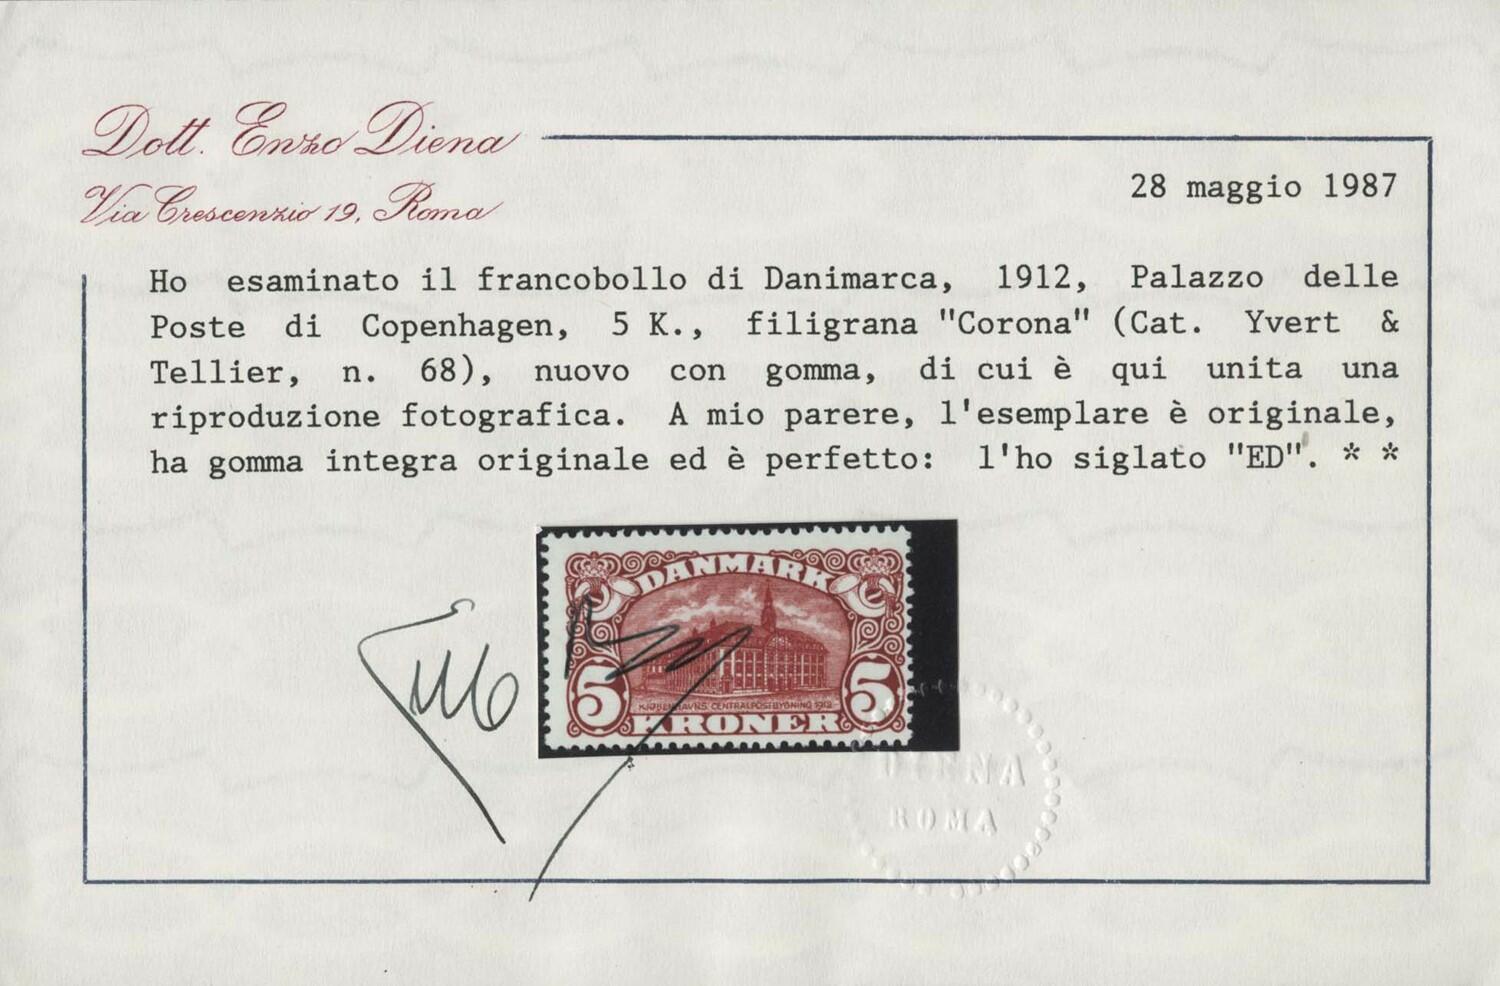 Dott. Enzo Diena
Via Crescenzio 19, Roma
28 maggio 1987
Ho esaminato il francobollo di Danimarca, 1912, Palazzo delle
Poste di Copenhagen, 5 K., filigrana "Corona" (Cat. Yvert &
Tellier, n. 68), nuovo con gomma, di cui è qui unita una
riproduzione fotografica. A mio parere, l'esemplare è originale,
ha gomma integra originale ed è perfetto: l'ho siglato "ED". * *
DANMARK
5 5
KJØBENHAVNS CENTRALPOSTBYGNING 1912
KRONER
DIENA
ROMA